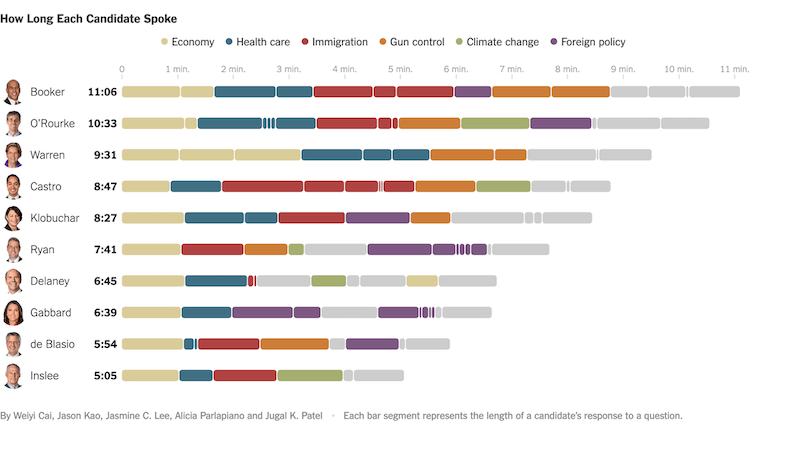 How Long Each Candidate Spoke
Economy Health care Immigration Gun control Climate change Foreign policy
0 1 min. 2 min. 3 min. 4 min. 5 min. 6 min. 7 min. 8 min. 9 min. 10 min. 11 min.
Booker 11:06
O’Rourke 10:33
Warren 9:31
Castro 8:47
Klobuchar 8:27
Ryan 7:41
Delaney 6:45
Gabbard 6:39
de Blasio 5:54
Inslee 5:05
By Weiyi Cai, Jason Kao, Jasmine C. Lee, Alicia Parlapiano and Jugal K. Patel • Each bar segment represents the length of a candidate’s response to a question.